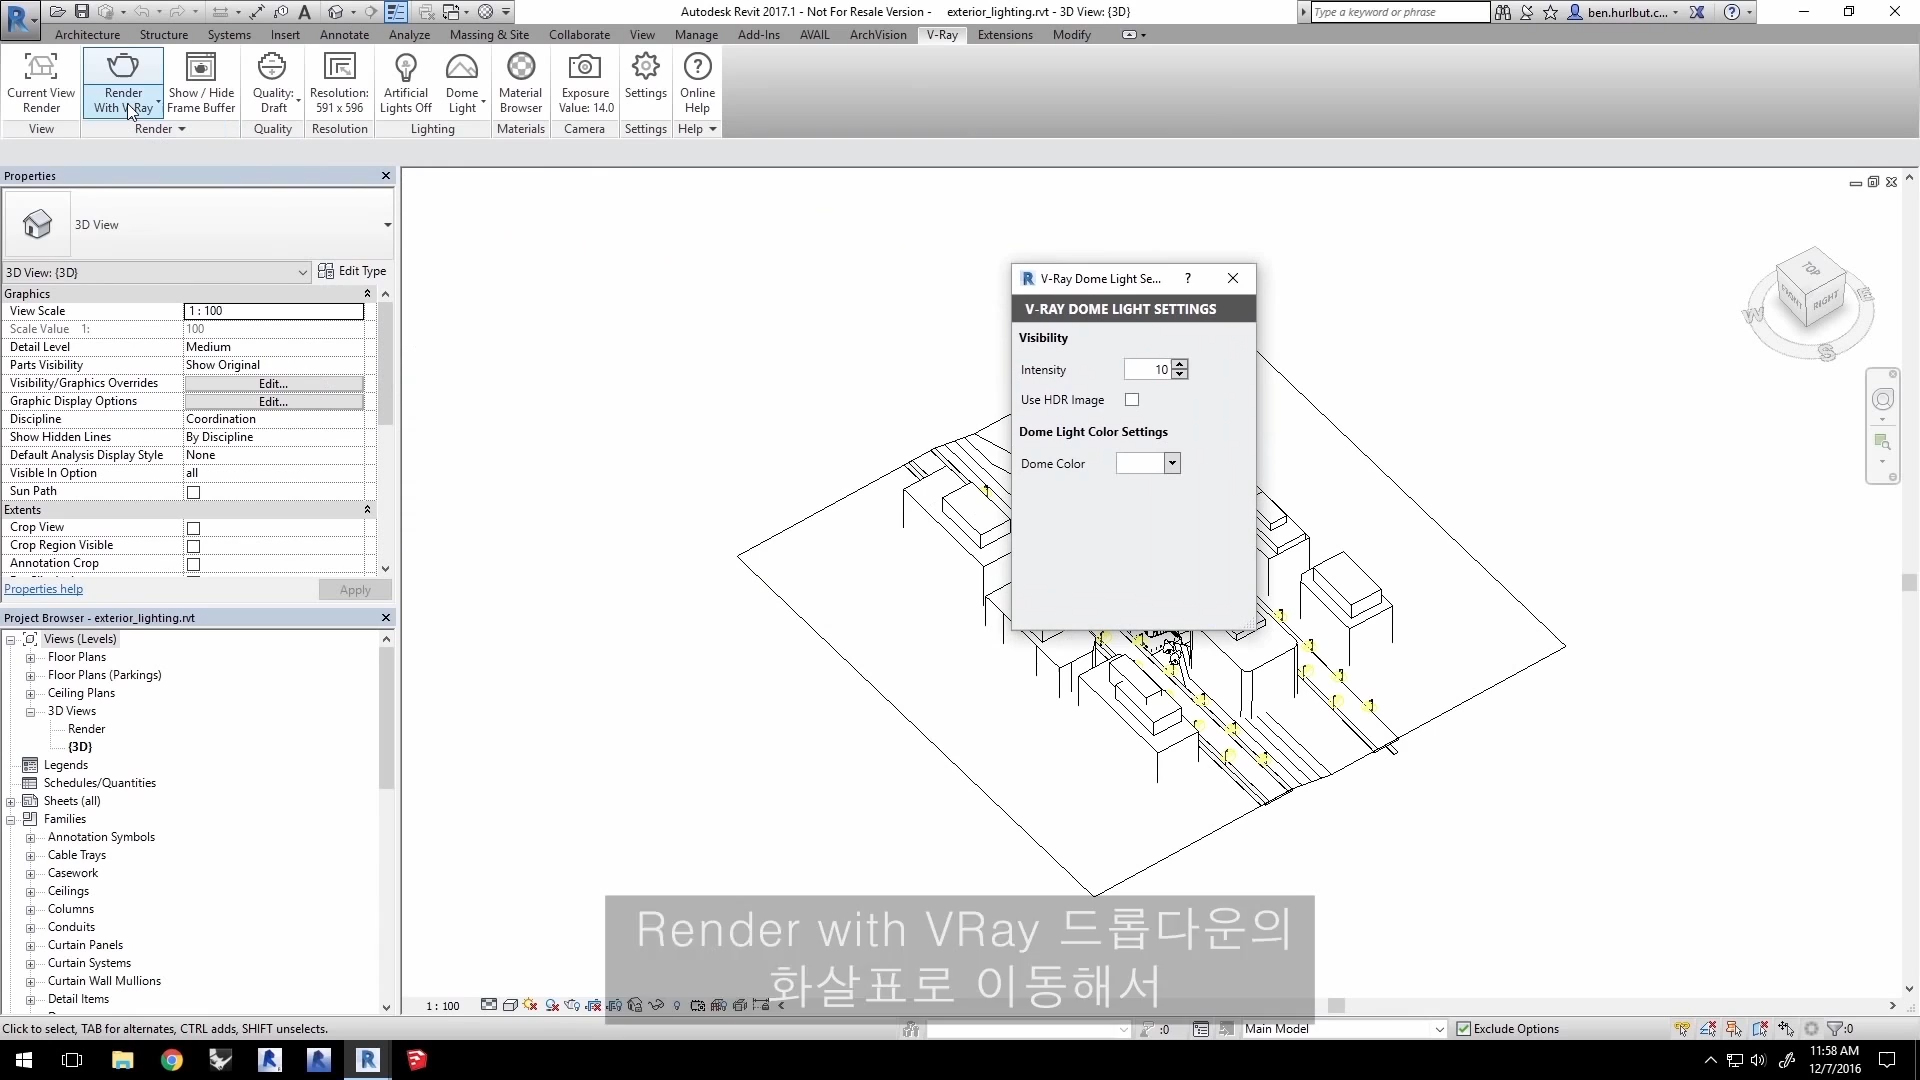 Autodesk Revit 2017.1 - Not For Resale Version - exterior_lighting.rvt - 3D View: {3D}
Type a keyword or phrase
ben.hurlbut.c...
Architecture Structure Systems Insert Annotate Analyze Massing & Site Collaborate View Manage Add-Ins AVAIL ArchVision V-Ray Extensions Modify
Current View
Render
Render
With V-Ray
Show / Hide
Frame Buffer
Quality:
Draft
Resolution:
591 x 596
Artificial
Lights Off
Dome
Light
Material
Browser
Exposure
Value: 14.0
Settings
Online
Help
View Render Quality Resolution Lighting Materials Camera Settings Help
Properties
3D View
3D View: {3D} Edit Type
Graphics
View Scale 1 : 100
Scale Value 1: 100
Detail Level Medium
Parts Visibility Show Original
Visibility/Graphics Overrides Edit...
Graphic Display Options Edit...
Discipline Coordination
Show Hidden Lines By Discipline
Default Analysis Display Style None
Visible In Option all
Sun Path
Extents
Crop View
Crop Region Visible
Annotation Crop
Properties help Apply
Project Browser - exterior_lighting.rvt
Views (Levels)
Floor Plans
Floor Plans (Parkings)
Ceiling Plans
3D Views
Render
{3D}
Legends
Schedules/Quantities
Sheets (all)
Families
Annotation Symbols
Cable Trays
Casework
Ceilings
Columns
Conduits
Curtain Panels
Curtain Systems
Curtain Wall Mullions
Detail Items
V-Ray Dome Light Se... ?
V-RAY DOME LIGHT SETTINGS
Visibility
Intensity 10
Use HDR Image
Dome Light Color Settings
Dome Color
TOP
FRONT RIGHT
W S E
Render with VRay 드롭다운의
화살표로 이동해서
1 : 100
Click to select, TAB for alternates, CTRL adds, SHIFT unselects.
:0
Main Model
Exclude Options
:0
11:58 AM
12/7/2016